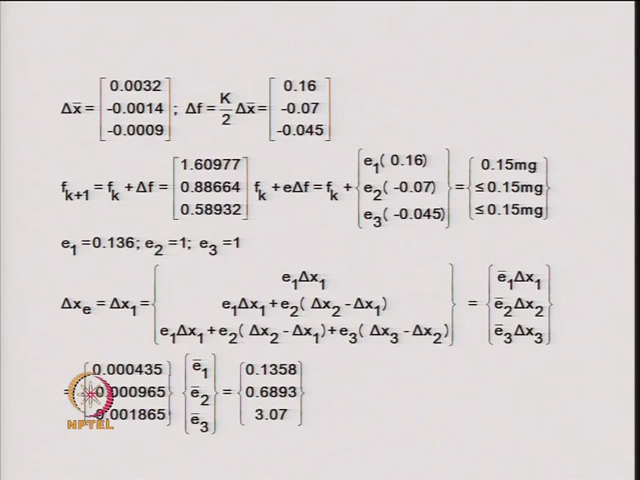 Δx̄ = [0.0032 -0.0014 -0.0009] ; Δf = K/2 Δx̄ = [0.16 -0.07 -0.045]
f_k+1 = f_k + Δf = [1.60977 0.88664 0.58932] f_k + eΔf = f_k + {e_1(0.16) e_2(-0.07) e_3(-0.045)} = {0.15mg ≤0.15mg ≤0.15mg}
e_1=0.136; e_2=1; e_3=1
Δx_e = Δx_1 = {e_1Δx_1 e_1Δx_1+e_2(Δx_2-Δx_1) e_1Δx_1+e_2(Δx_2-Δx_1)+e_3(Δx_3-Δx_2)} = {ē_1Δx_1 ē_2Δx_2 ē_3Δx_3}
= {0.000435 0.000965 0.001865} {ē_1 ē_2 ē_3} = {0.1358 0.6893 3.07}
NPTEL